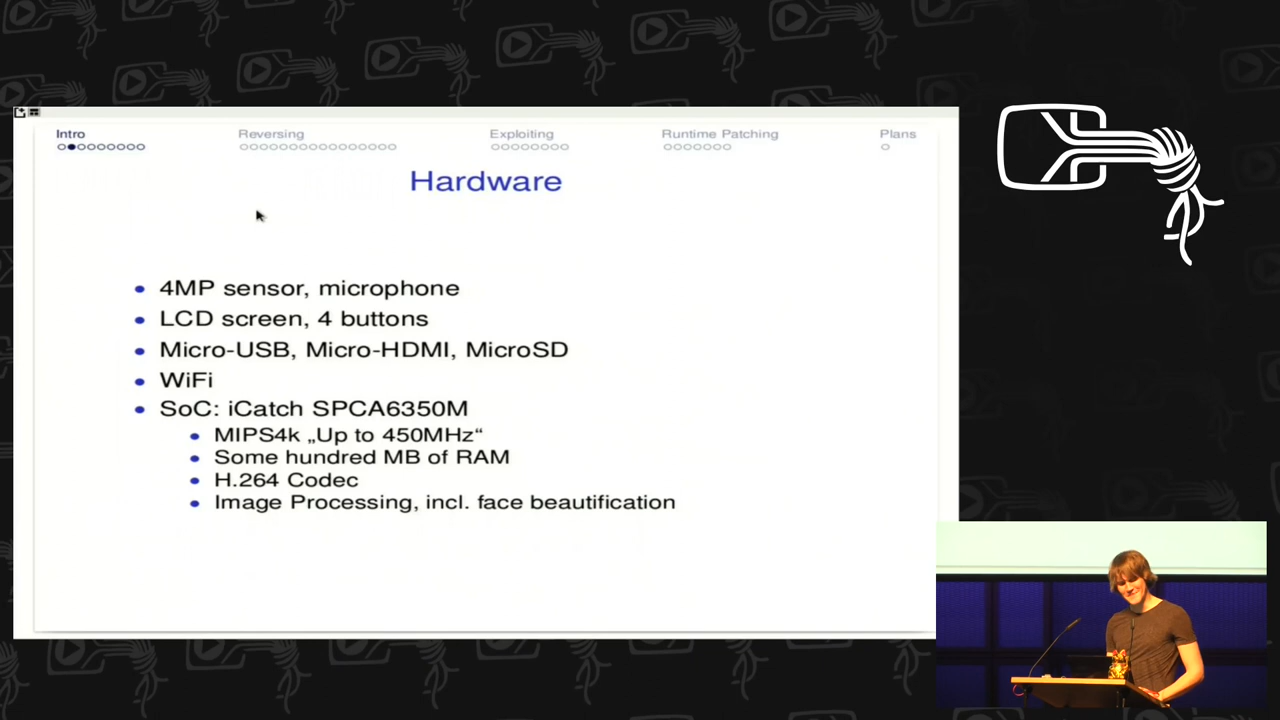 Intro
Reversing
Exploiting
Runtime Patching
Plans
Hardware
4MP sensor, microphone
LCD screen, 4 buttons
Micro-USB, Micro-HDMI, MicroSD
WiFi
SoC: iCatch SPCA6350M
MIPS4k „Up to 450MHz“
Some hundred MB of RAM
H.264 Codec
Image Processing, incl. face beautification